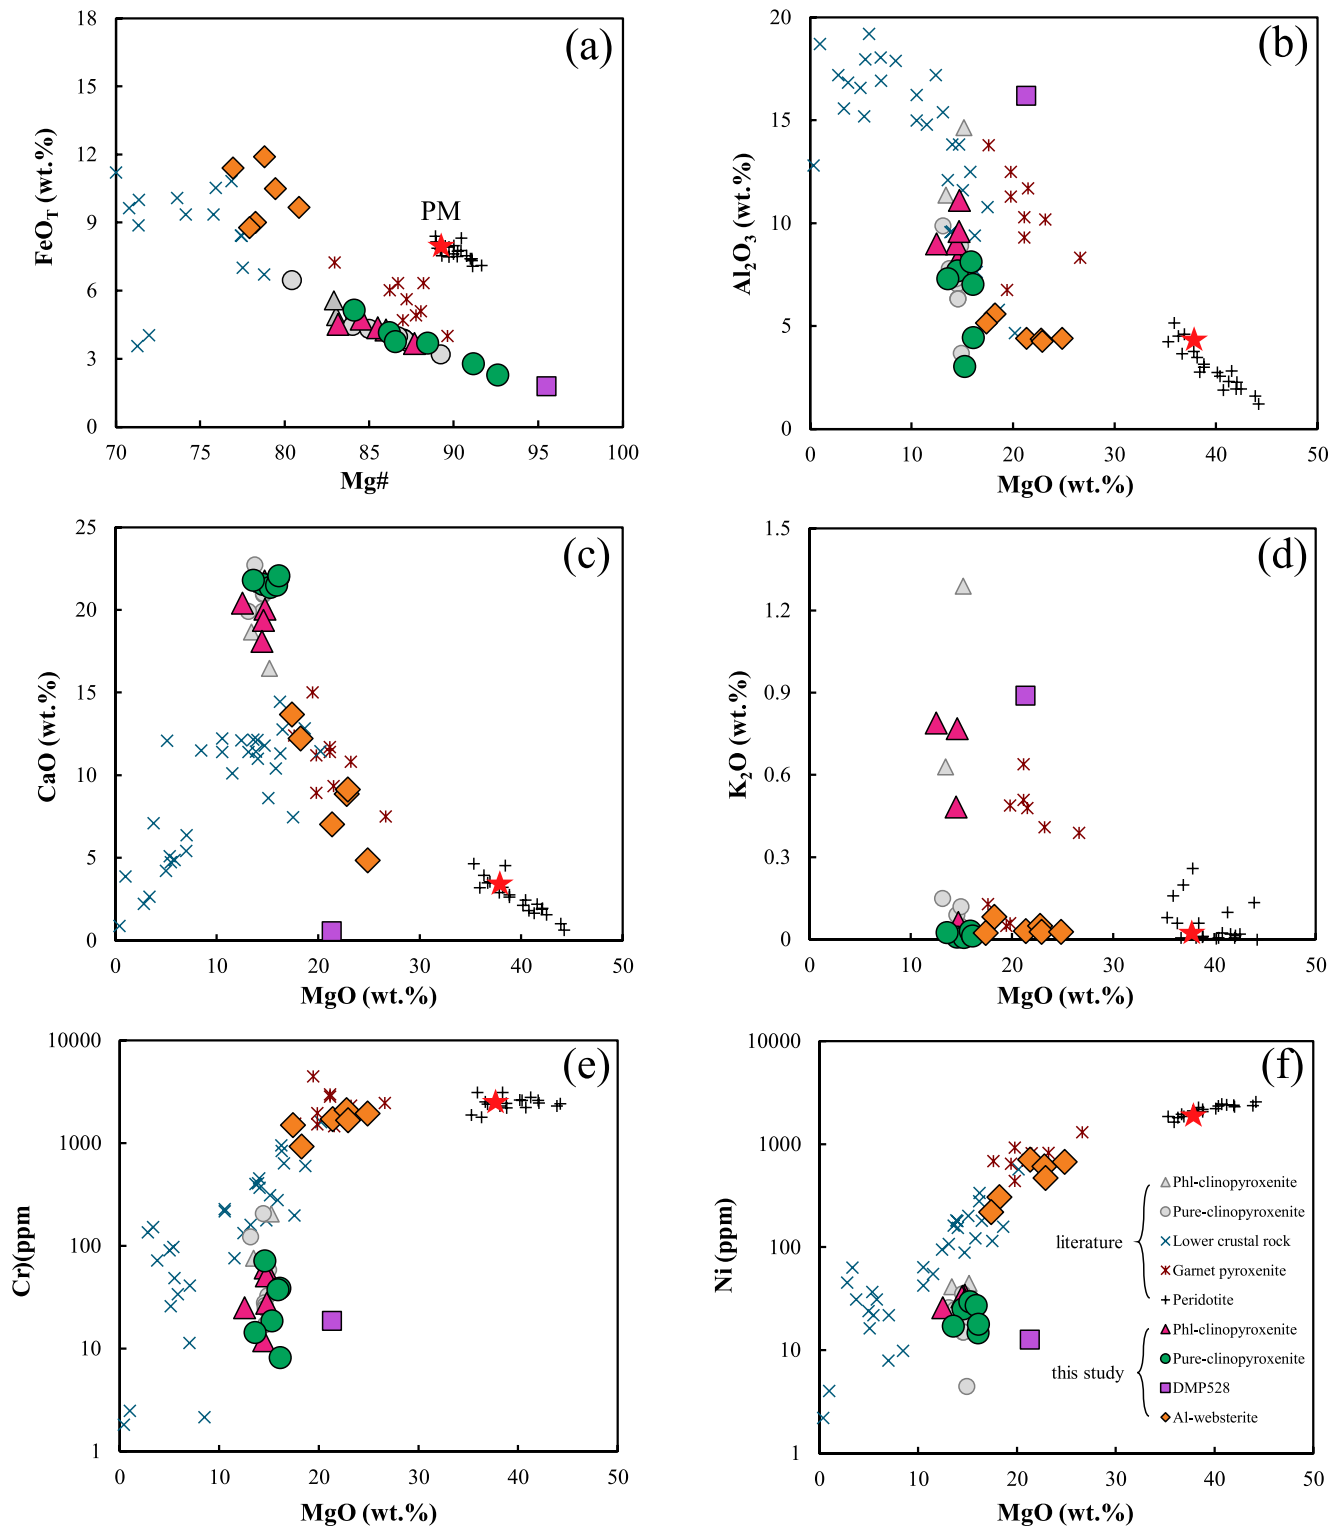 (a)
FeO_T (wt.%)
18
15
12
9
6
3
0
PM
70 75 80 85 90 95 100
Mg#
(b)
Al₂O₃ (wt.%)
20
15
10
5
0
0 10 20 30 40 50
MgO (wt.%)
(c)
CaO (wt.%)
25
20
15
10
5
0
0 10 20 30 40 50
MgO (wt.%)
(d)
K₂O (wt.%)
1.5
1.2
0.9
0.6
0.3
0
0 10 20 30 40 50
MgO (wt.%)
(e)
Cr)(ppm
10000
1000
100
10
1
0 10 20 30 40 50
MgO (wt.%)
(f)
Ni (ppm)
10000
1000
100
10
1
0 10 20 30 40 50
MgO (wt.%)
literature
Phl-clinopyroxenite
Pure-clinopyroxenite
Lower crustal rock
Garnet pyroxenite
Peridotite
this study
Phl-clinopyroxenite
Pure-clinopyroxenite
DMP528
Al-websterite